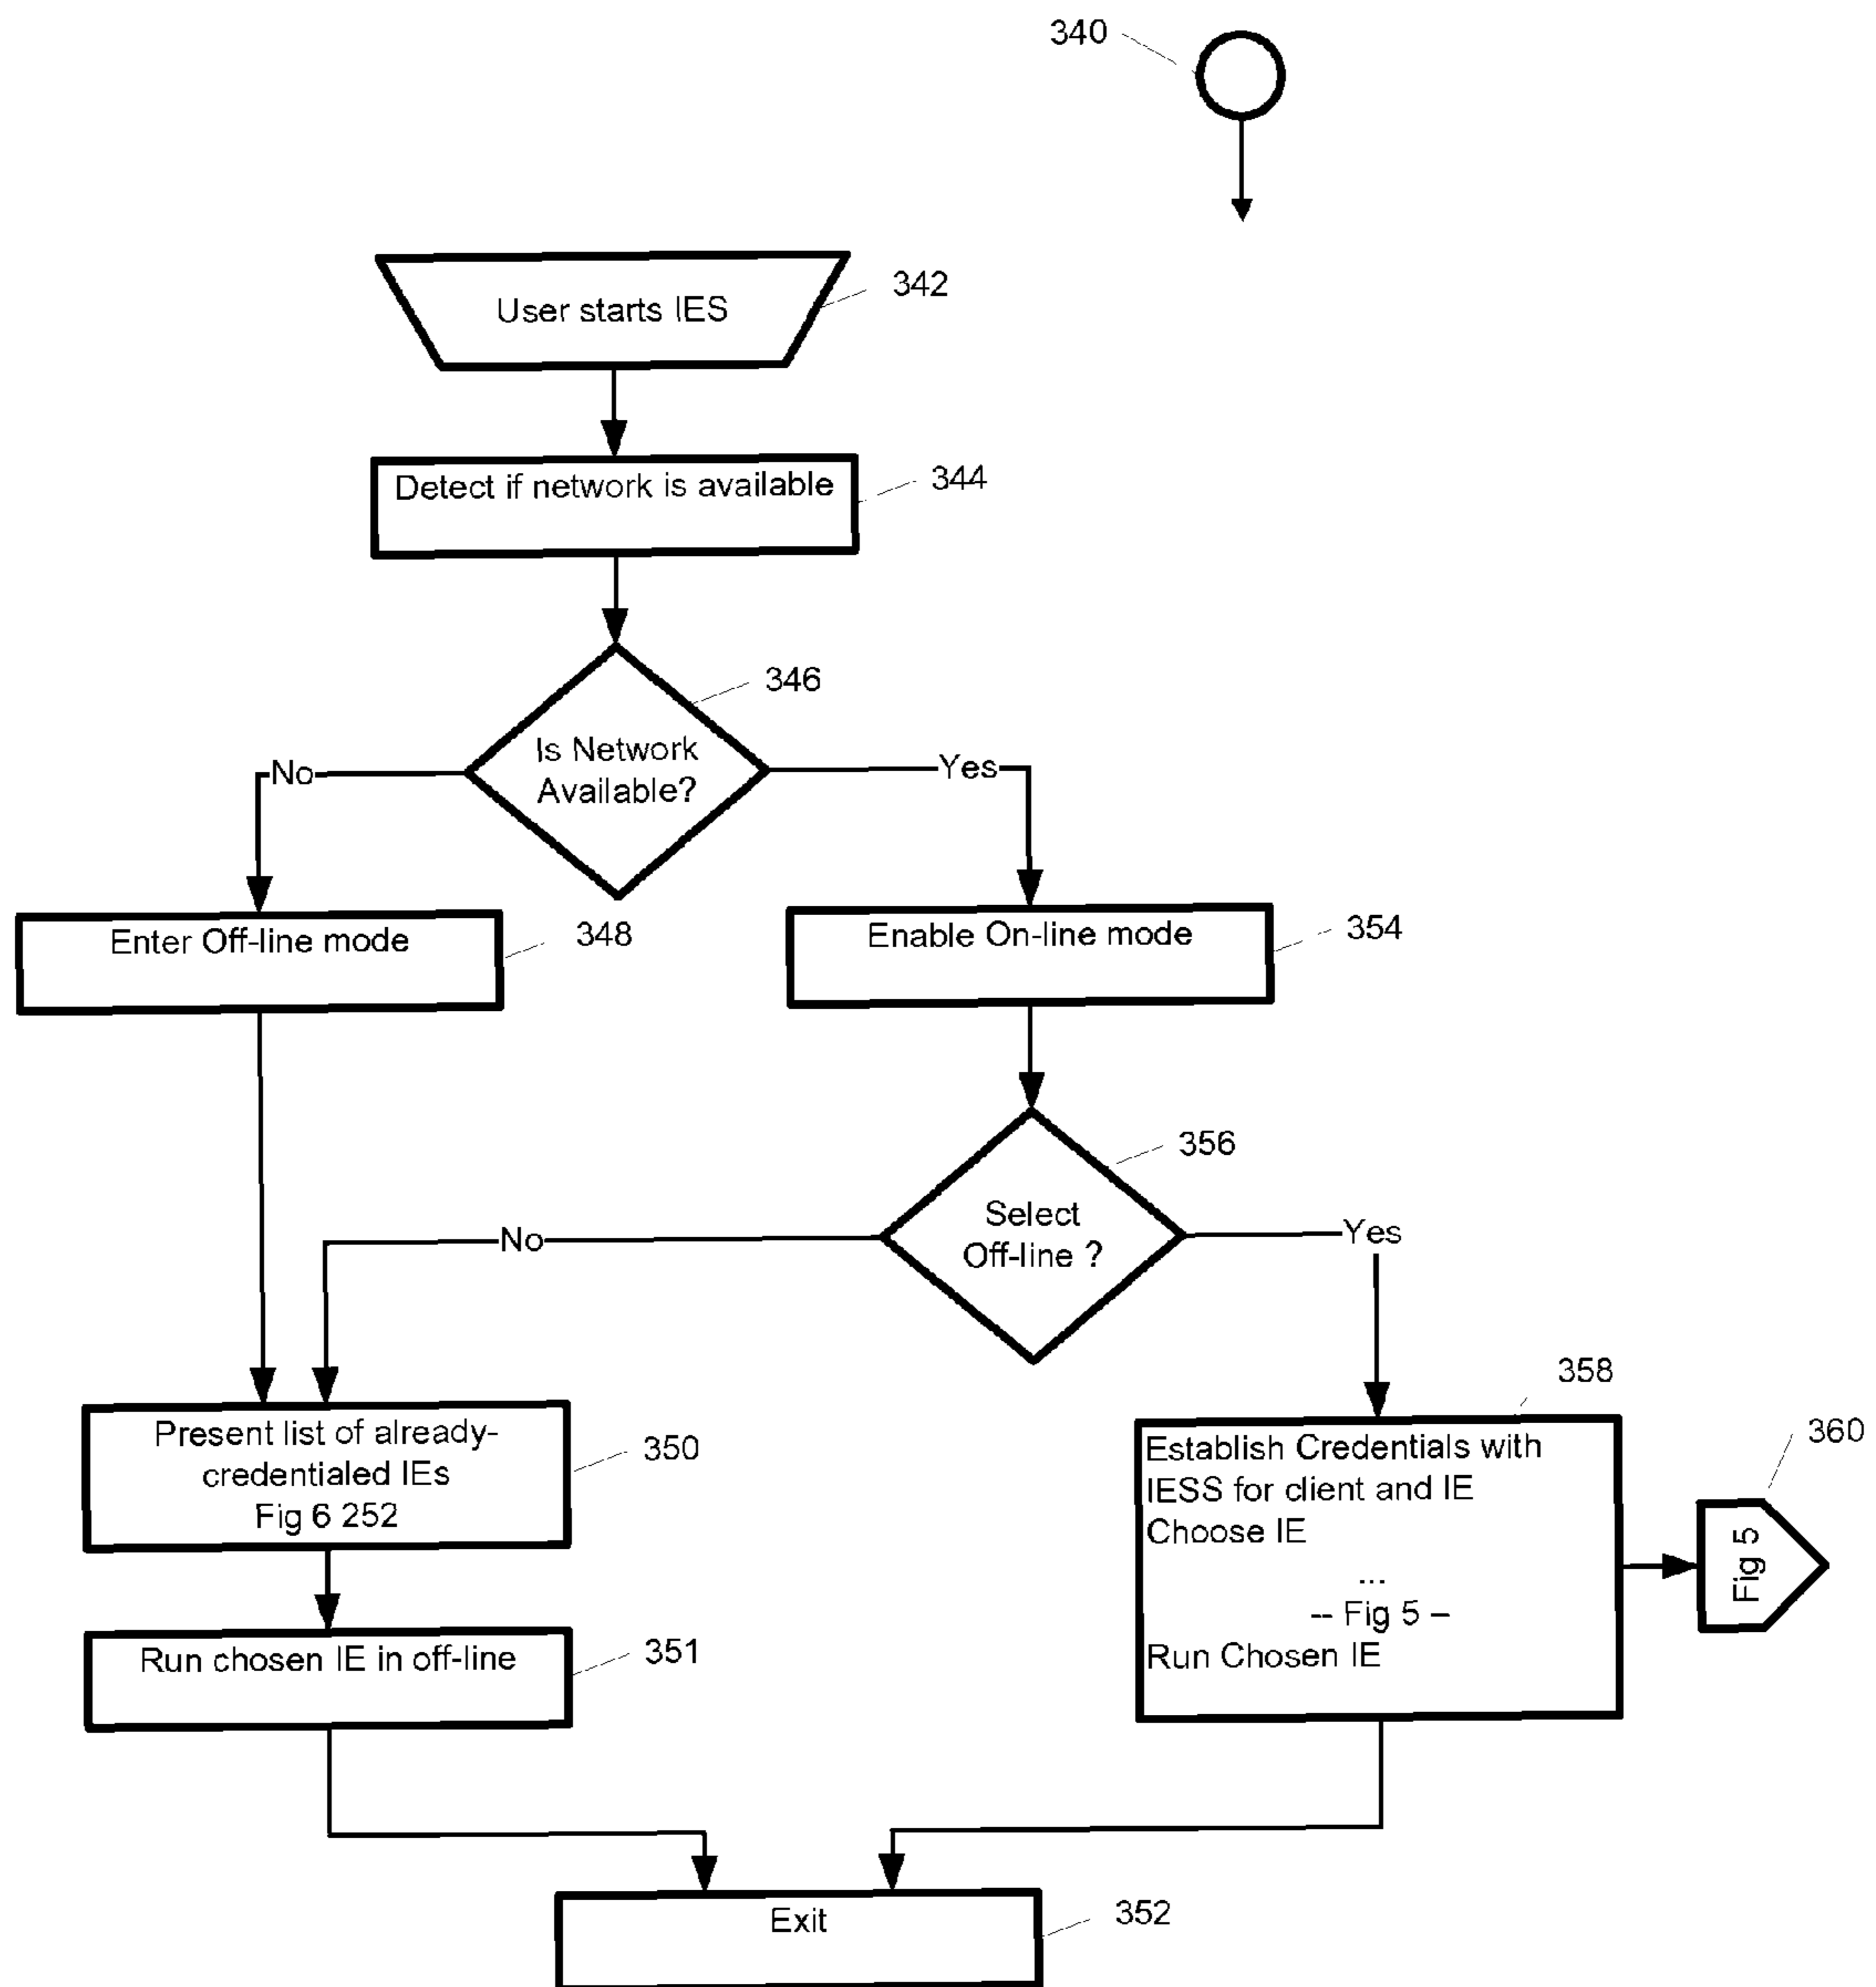 340
User starts IES
342
Detect if network is available
344
346
Is Network
Available?
No
Yes
Enter Off-line mode
348
Enable On-line mode
354
356
Select
Off-line ?
No
Yes
358
Present list of already-
credentialed IEs
Fig 6 252
350
Establish Credentials with
IESS for client and IE
Choose IE
...
-- Fig 5 –
Run Chosen IE
360
Fig 5
Run chosen IE in off-line
351
Exit
352